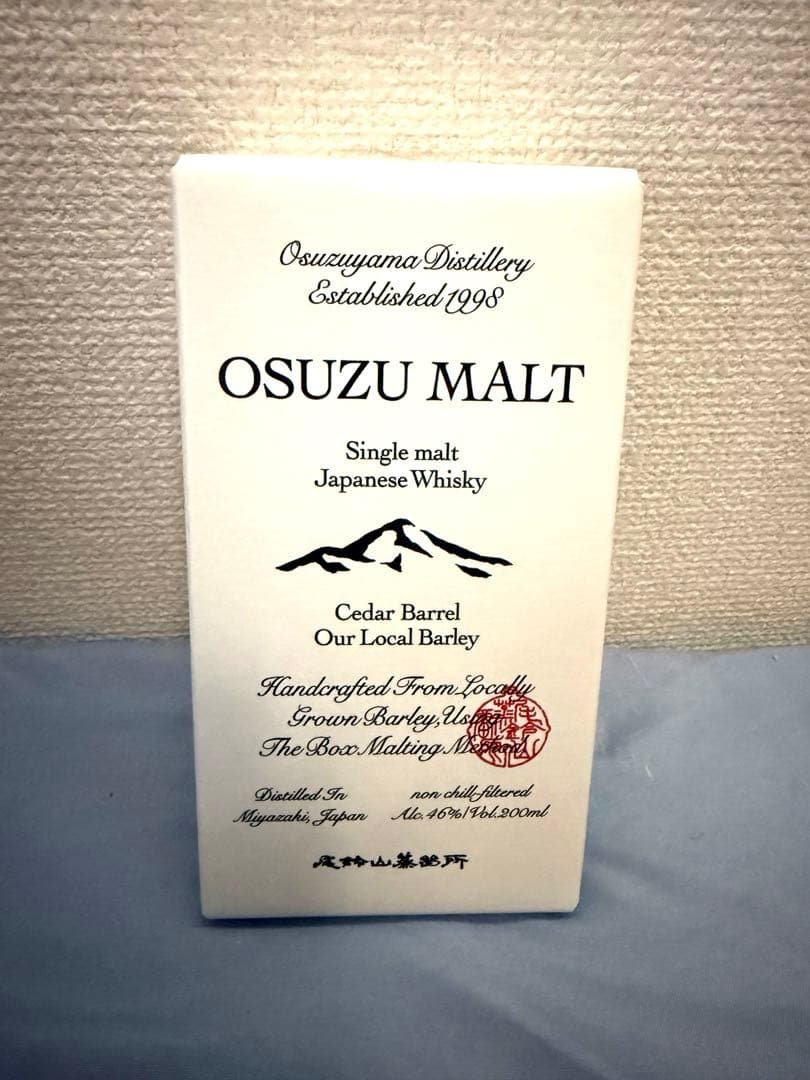 Osuzuyama Distillery
Established 1998
OSUZU MALT
Single malt
Japanese Whisky
Cedar Barrel
Our Local Barley
Handcrafted From Locally
Grown Barley, Using
The Box Malting Method
Distilled In
Miyazaki, Japan
non chill-filtered
Alc. 46%/Vol.200ml
尾鈴山蒸留所